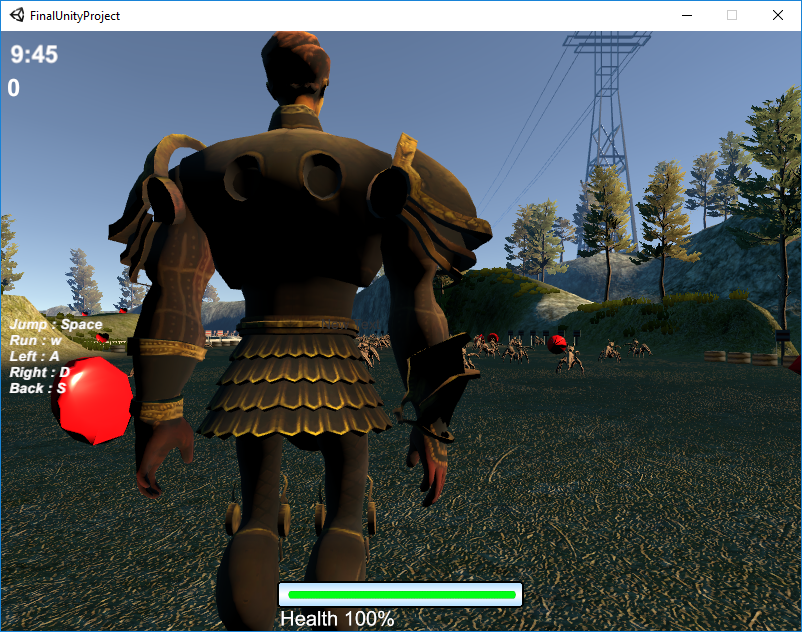 FinalUnityProject
9:45
0
Jump : Space
Run : w
Left : A
Right : D
Back : S
Health 100%